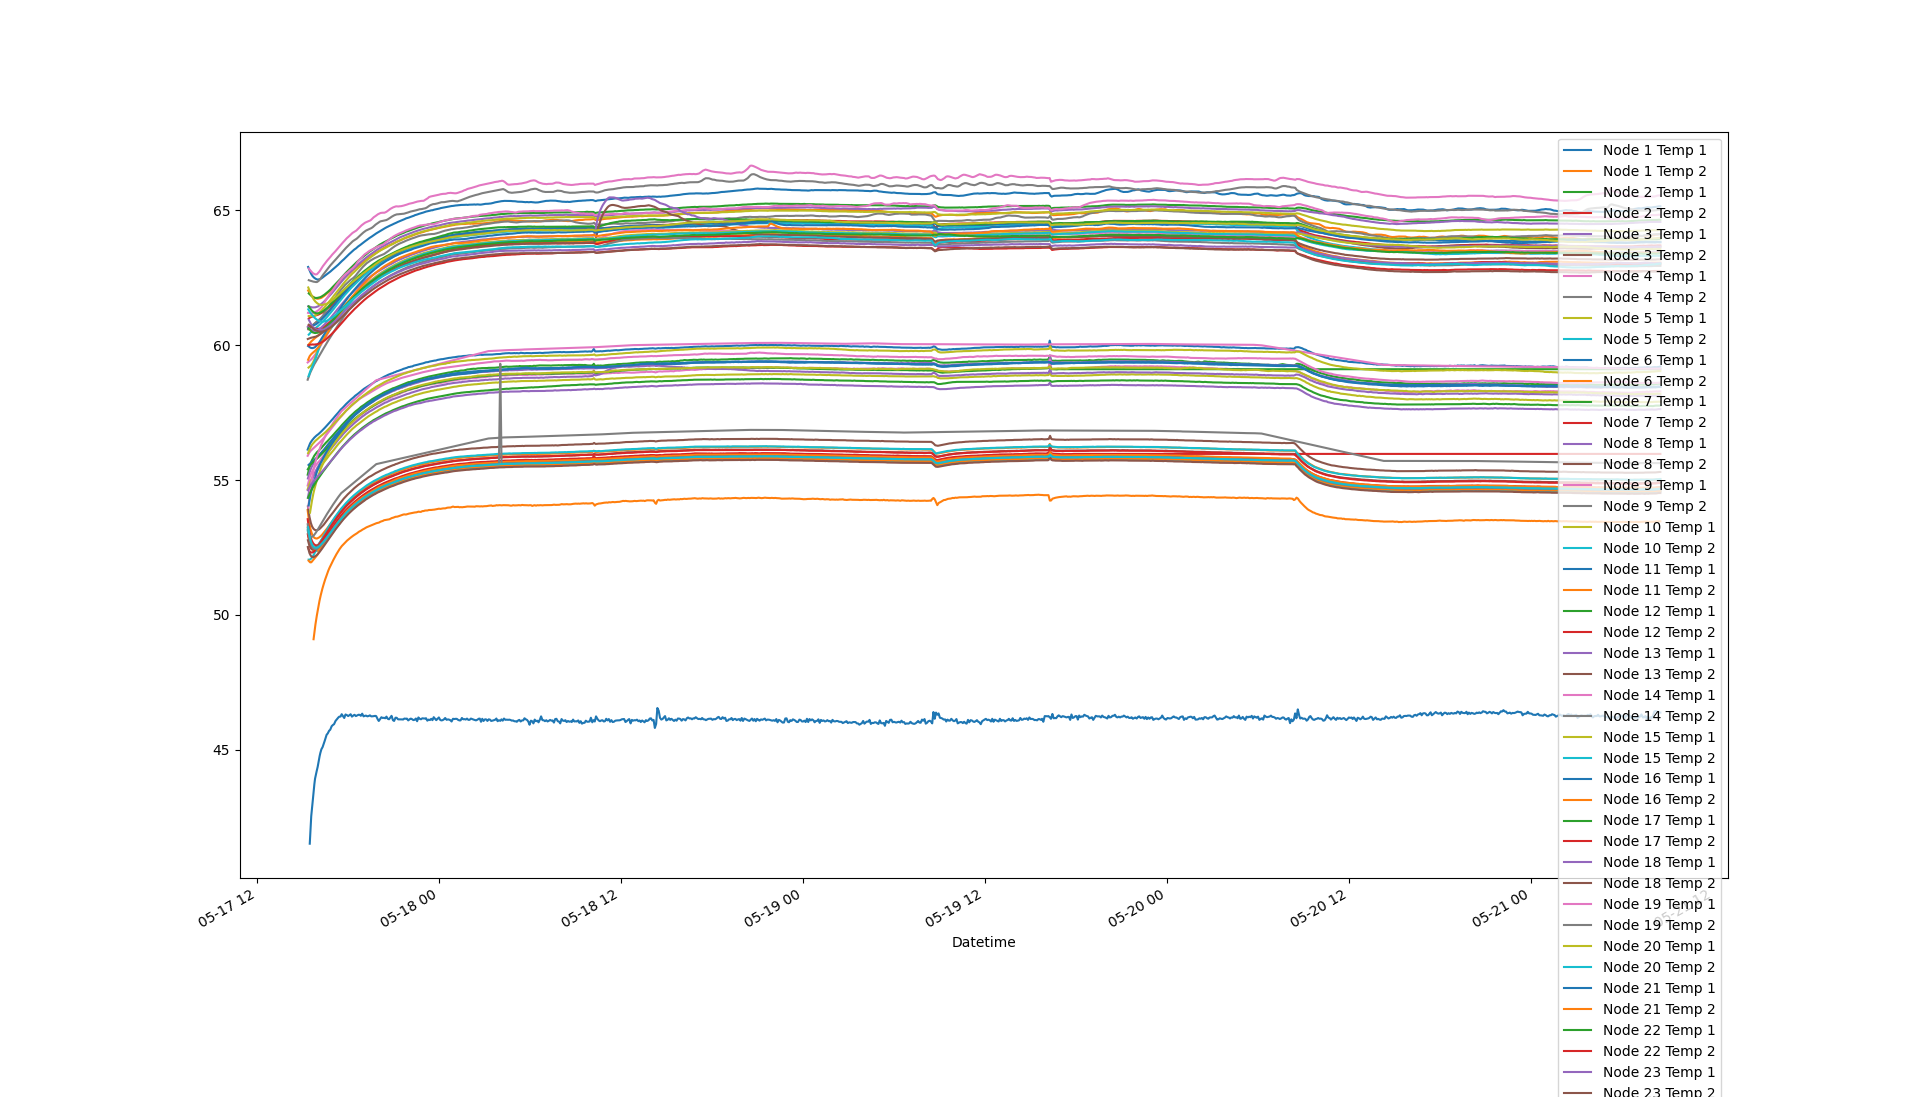 65
60
55
50
45
05-17 12
05-18 00
05-18 12
05-19 00
05-19 12
05-20 00
05-20 12
05-21 00
05-21 12
Datetime
Node 1 Temp 1
Node 1 Temp 2
Node 2 Temp 1
Node 2 Temp 2
Node 3 Temp 1
Node 3 Temp 2
Node 4 Temp 1
Node 4 Temp 2
Node 5 Temp 1
Node 5 Temp 2
Node 6 Temp 1
Node 6 Temp 2
Node 7 Temp 1
Node 7 Temp 2
Node 8 Temp 1
Node 8 Temp 2
Node 9 Temp 1
Node 9 Temp 2
Node 10 Temp 1
Node 10 Temp 2
Node 11 Temp 1
Node 11 Temp 2
Node 12 Temp 1
Node 12 Temp 2
Node 13 Temp 1
Node 13 Temp 2
Node 14 Temp 1
Node 14 Temp 2
Node 15 Temp 1
Node 15 Temp 2
Node 16 Temp 1
Node 16 Temp 2
Node 17 Temp 1
Node 17 Temp 2
Node 18 Temp 1
Node 18 Temp 2
Node 19 Temp 1
Node 19 Temp 2
Node 20 Temp 1
Node 20 Temp 2
Node 21 Temp 1
Node 21 Temp 2
Node 22 Temp 1
Node 22 Temp 2
Node 23 Temp 1
Node 23 Temp 2